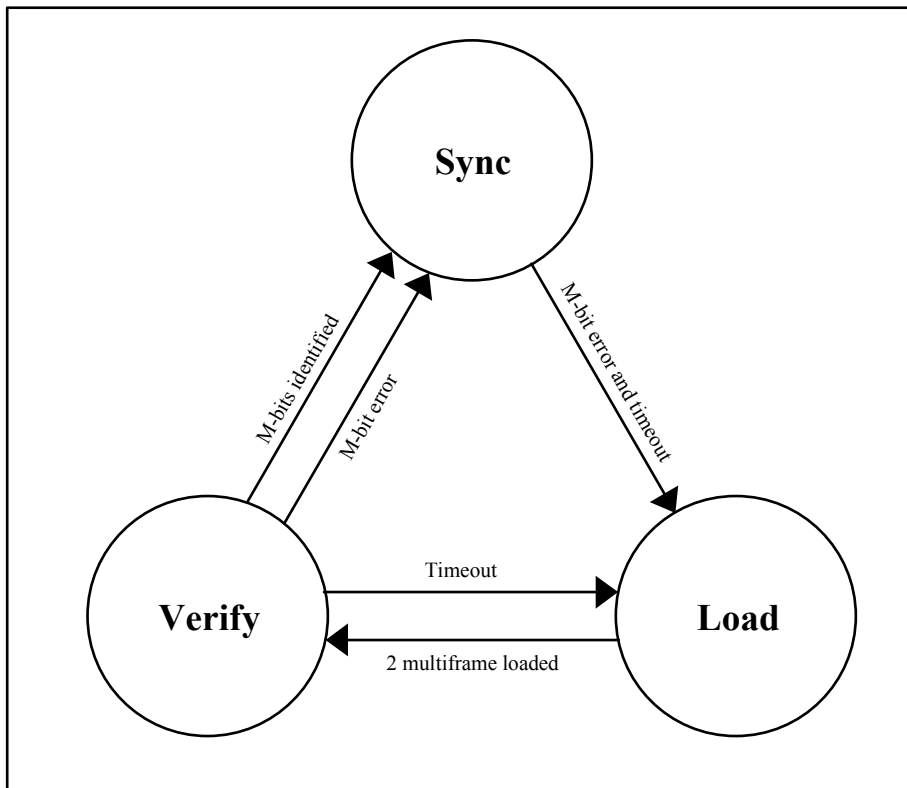 Sync
M-bits identified
M-bit error
M-bit error and timeout
Timeout
Verify
Load
2 multiframe loaded